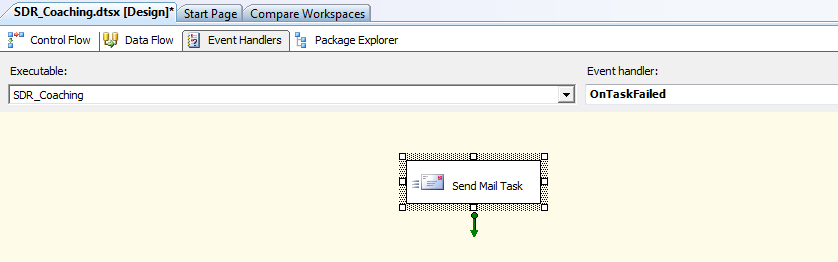 SDR_Coaching.dtsx [Design]* Start Page Compare Workspaces
Control Flow Data Flow Event Handlers Package Explorer
Executable: Event handler:
SDR_Coaching OnTaskFailed
Send Mail Task